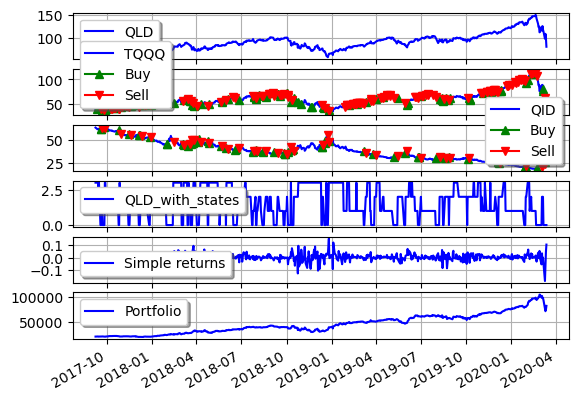 150
100
QLD
TQQQ
Buy
Sell
100
50
QID
Buy
Sell
50
25
2.5
0.0
QLD_with_states
0.1
0.0
−0.1
Simple returns
100000
50000
Portfolio
2017-10
2018-01
2018-04
2018-07
2018-10
2019-01
2019-04
2019-07
2019-10
2020-01
2020-04